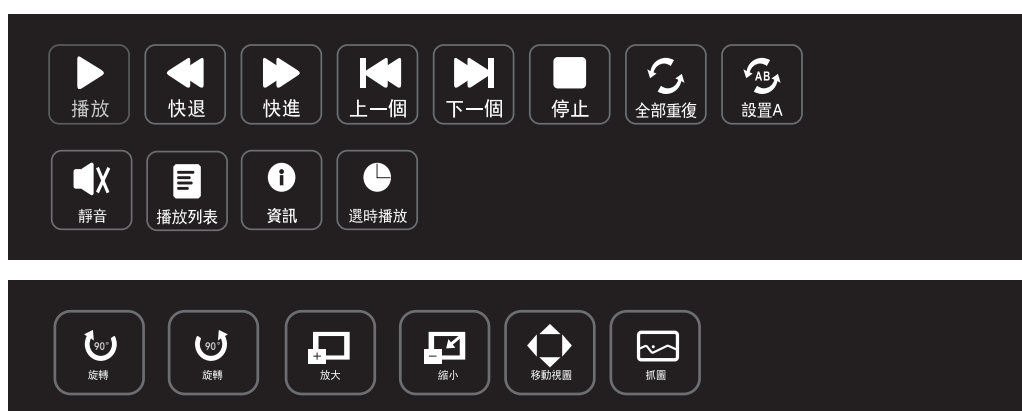 播放 快退 快進 上一個 下一個 停止 全部重復 AB 設置A
靜音 播放列表 資訊 選時播放
90° 90°
旋轉 旋轉 放大 縮小 移動視圖 抓圖